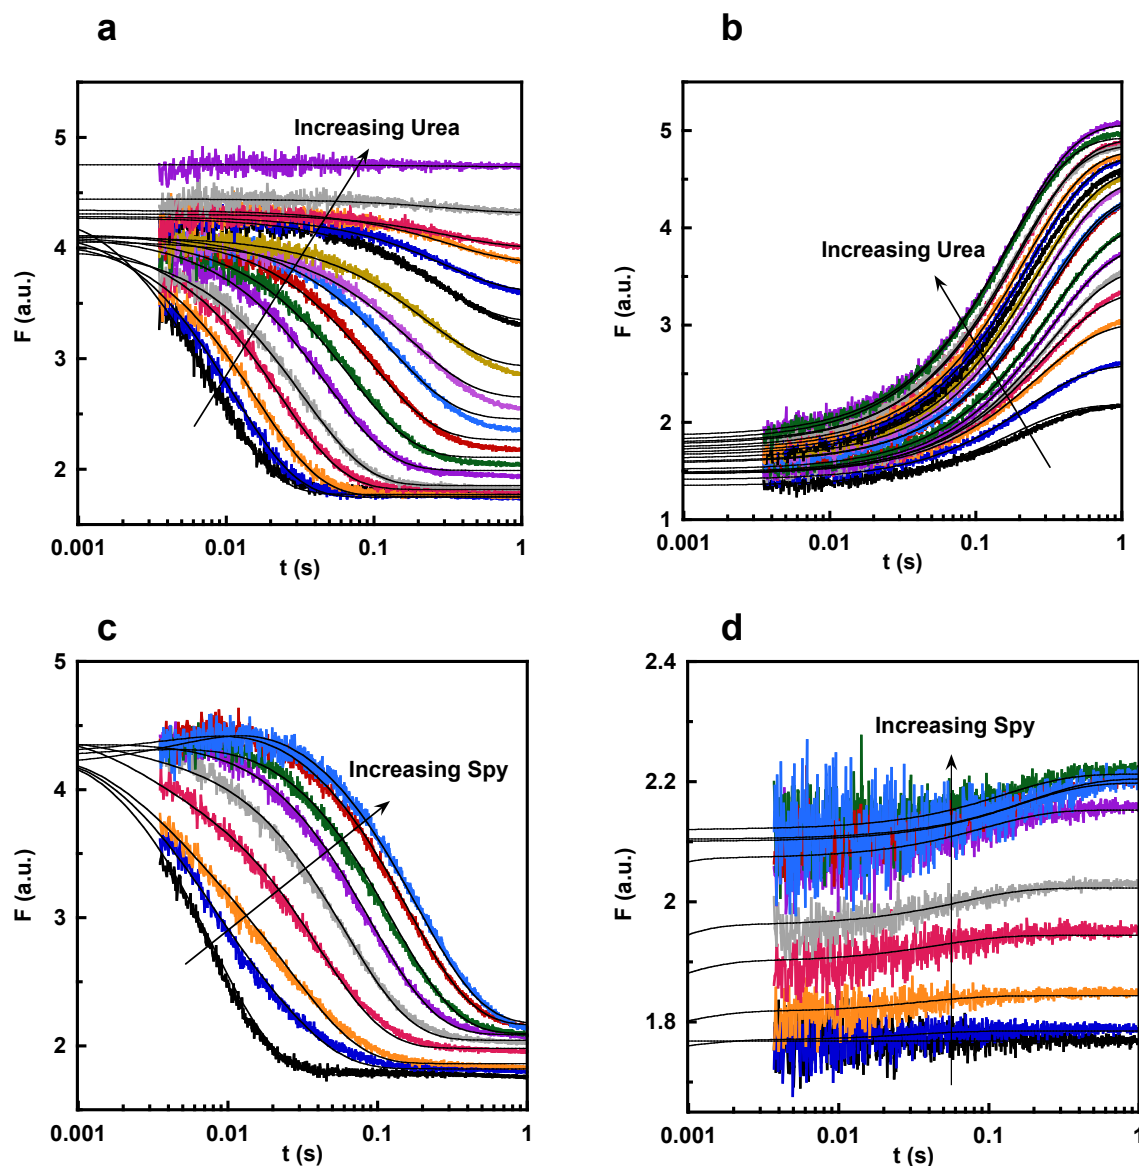 a
Increasing Urea
F (a.u.)
5
4
3
2
0.001
0.01
0.1
1
t (s)
b
Increasing Urea
F (a.u.)
5
4
3
2
1
0.001
0.01
0.1
1
t (s)
c
Increasing Spy
F (a.u.)
5
4
3
2
0.001
0.01
0.1
1
t (s)
d
Increasing Spy
F (a.u.)
2.4
2.2
2
1.8
0.001
0.01
0.1
1
t (s)